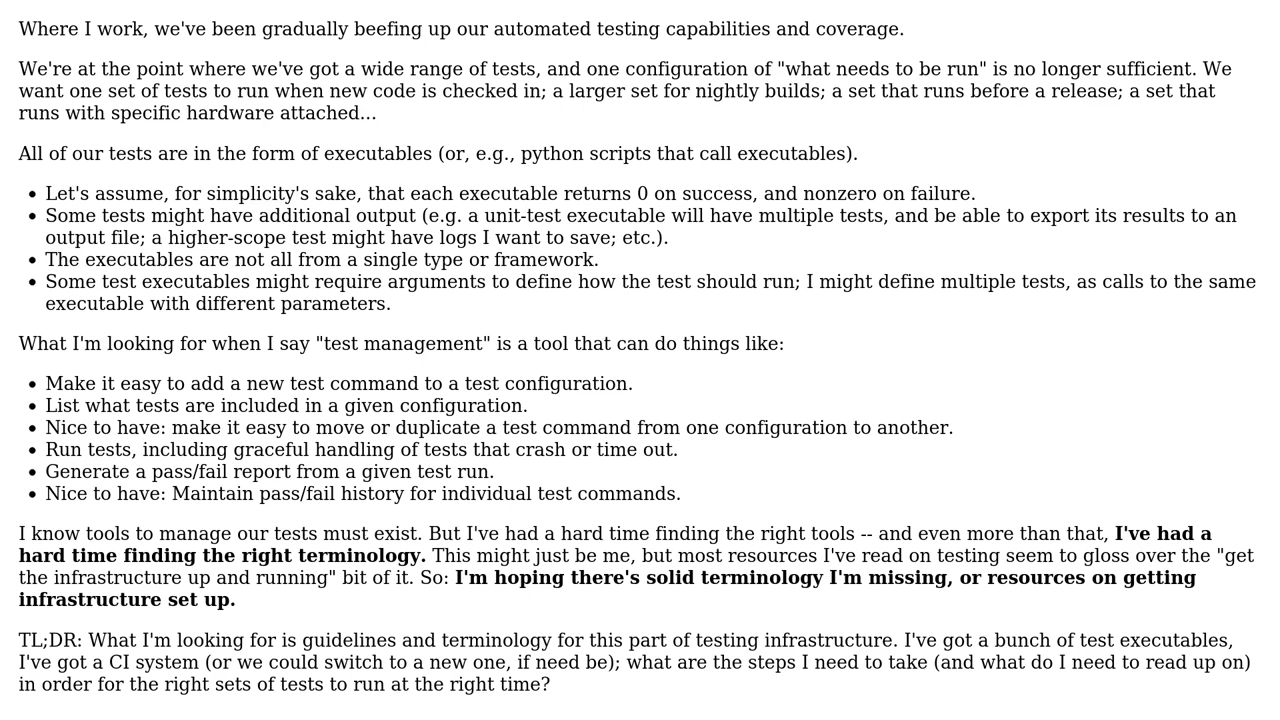 Where I work, we've been gradually beefing up our automated testing capabilities and coverage.
We're at the point where we've got a wide range of tests, and one configuration of "what needs to be run" is no longer sufficient. We
want one set of tests to run when new code is checked in; a larger set for nightly builds; a set that runs before a release; a set that
runs with specific hardware attached...
All of our tests are in the form of executables (or, e.g., python scripts that call executables).
• Let's assume, for simplicity's sake, that each executable returns 0 on success, and nonzero on failure.
• Some tests might have additional output (e.g. a unit-test executable will have multiple tests, and be able to export its results to an
output file; a higher-scope test might have logs I want to save; etc.).
• The executables are not all from a single type or framework.
• Some test executables might require arguments to define how the test should run; I might define multiple tests, as calls to the same
executable with different parameters.
What I'm looking for when I say "test management" is a tool that can do things like:
• Make it easy to add a new test command to a test configuration.
• List what tests are included in a given configuration.
• Nice to have: make it easy to move or duplicate a test command from one configuration to another.
• Run tests, including graceful handling of tests that crash or time out.
• Generate a pass/fail report from a given test run.
• Nice to have: Maintain pass/fail history for individual test commands.
I know tools to manage our tests must exist. But I've had a hard time finding the right tools -- and even more than that, I've had a
hard time finding the right terminology. This might just be me, but most resources I've read on testing seem to gloss over the "get
the infrastructure up and running" bit of it. So: I'm hoping there's solid terminology I'm missing, or resources on getting
infrastructure set up.
TL;DR: What I'm looking for is guidelines and terminology for this part of testing infrastructure. I've got a bunch of test executables,
I've got a CI system (or we could switch to a new one, if need be); what are the steps I need to take (and what do I need to read up on)
in order for the right sets of tests to run at the right time?